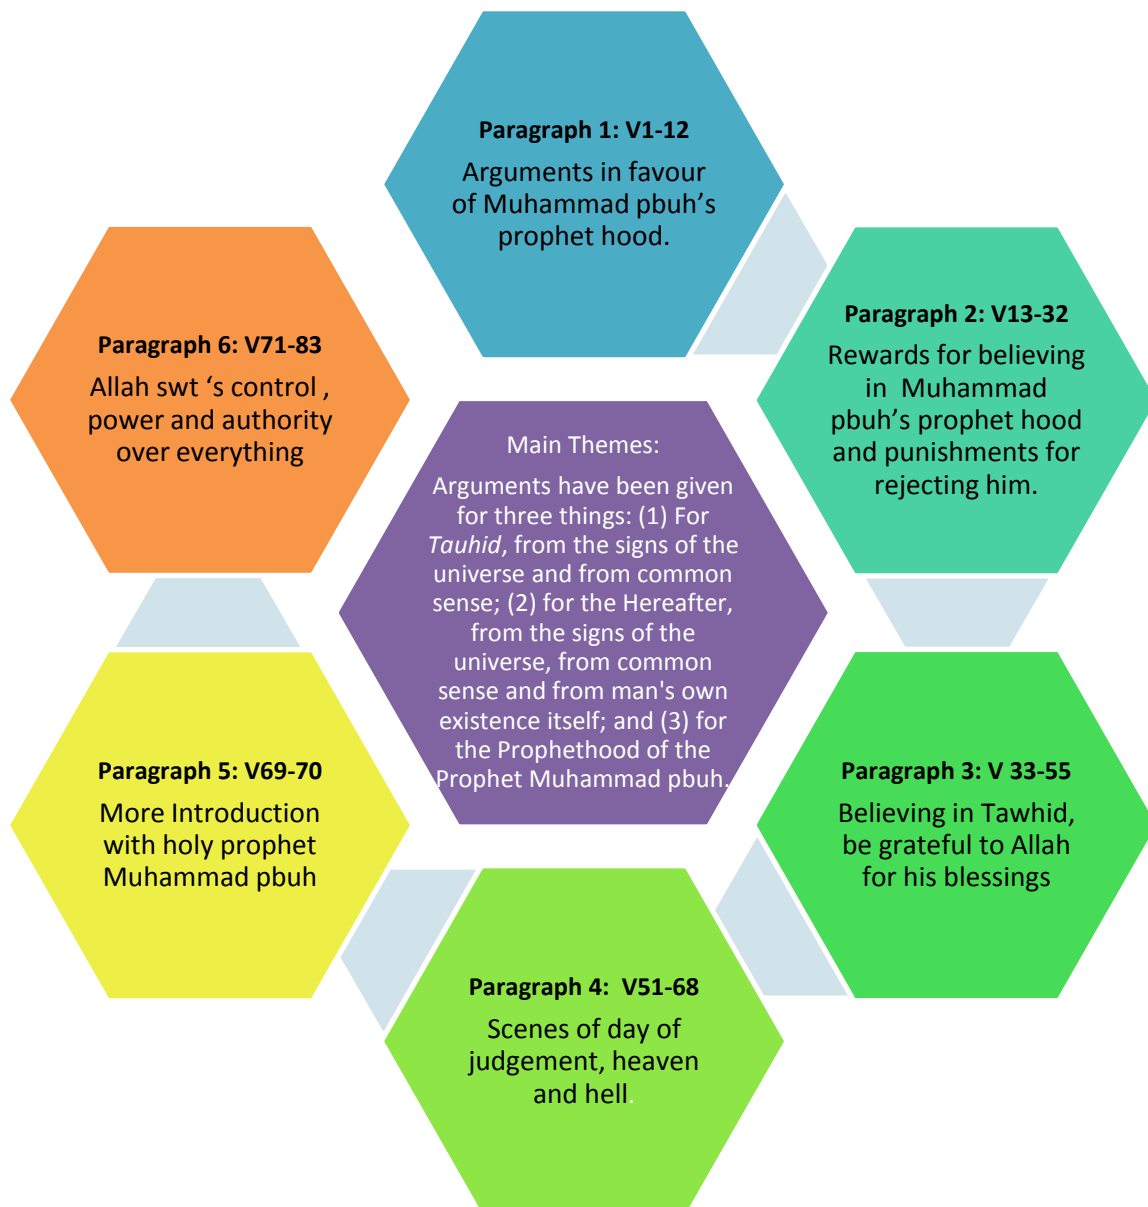 Paragraph 1: V1-12
Arguments in favour
of Muhammad pbuh’s
prophet hood.
Paragraph 2: V13-32
Rewards for believing
in Muhammad
pbuh’s prophet hood
and punishments for
rejecting him.
Paragraph 3: V 33-55
Believing in Tawhid,
be grateful to Allah
for his blessings
Paragraph 4: V51-68
Scenes of day of
judgement, heaven
and hell.
Paragraph 5: V69-70
More Introduction
with holy prophet
Muhammad pbuh
Paragraph 6: V71-83
Allah swt ‘s control ,
power and authority
over everything
Main Themes:
Arguments have been given
for three things: (1) For
Tauhid, from the signs of the
universe and from common
sense; (2) for the Hereafter,
from the signs of the
universe, from common
sense and from man's own
existence itself; and (3) for
the Prophethood of the
Prophet Muhammad pbuh.